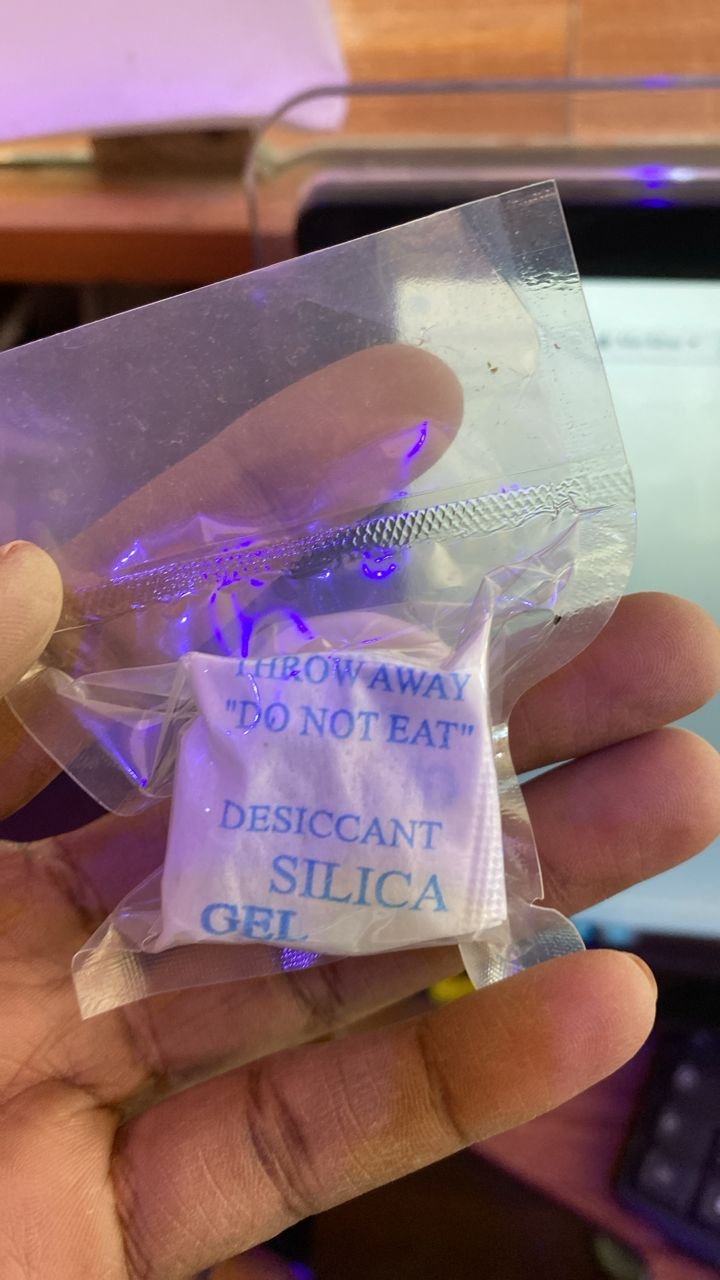 THROW AWAY
"DO NOT EAT"
DESICCANT
SILICA
GEL